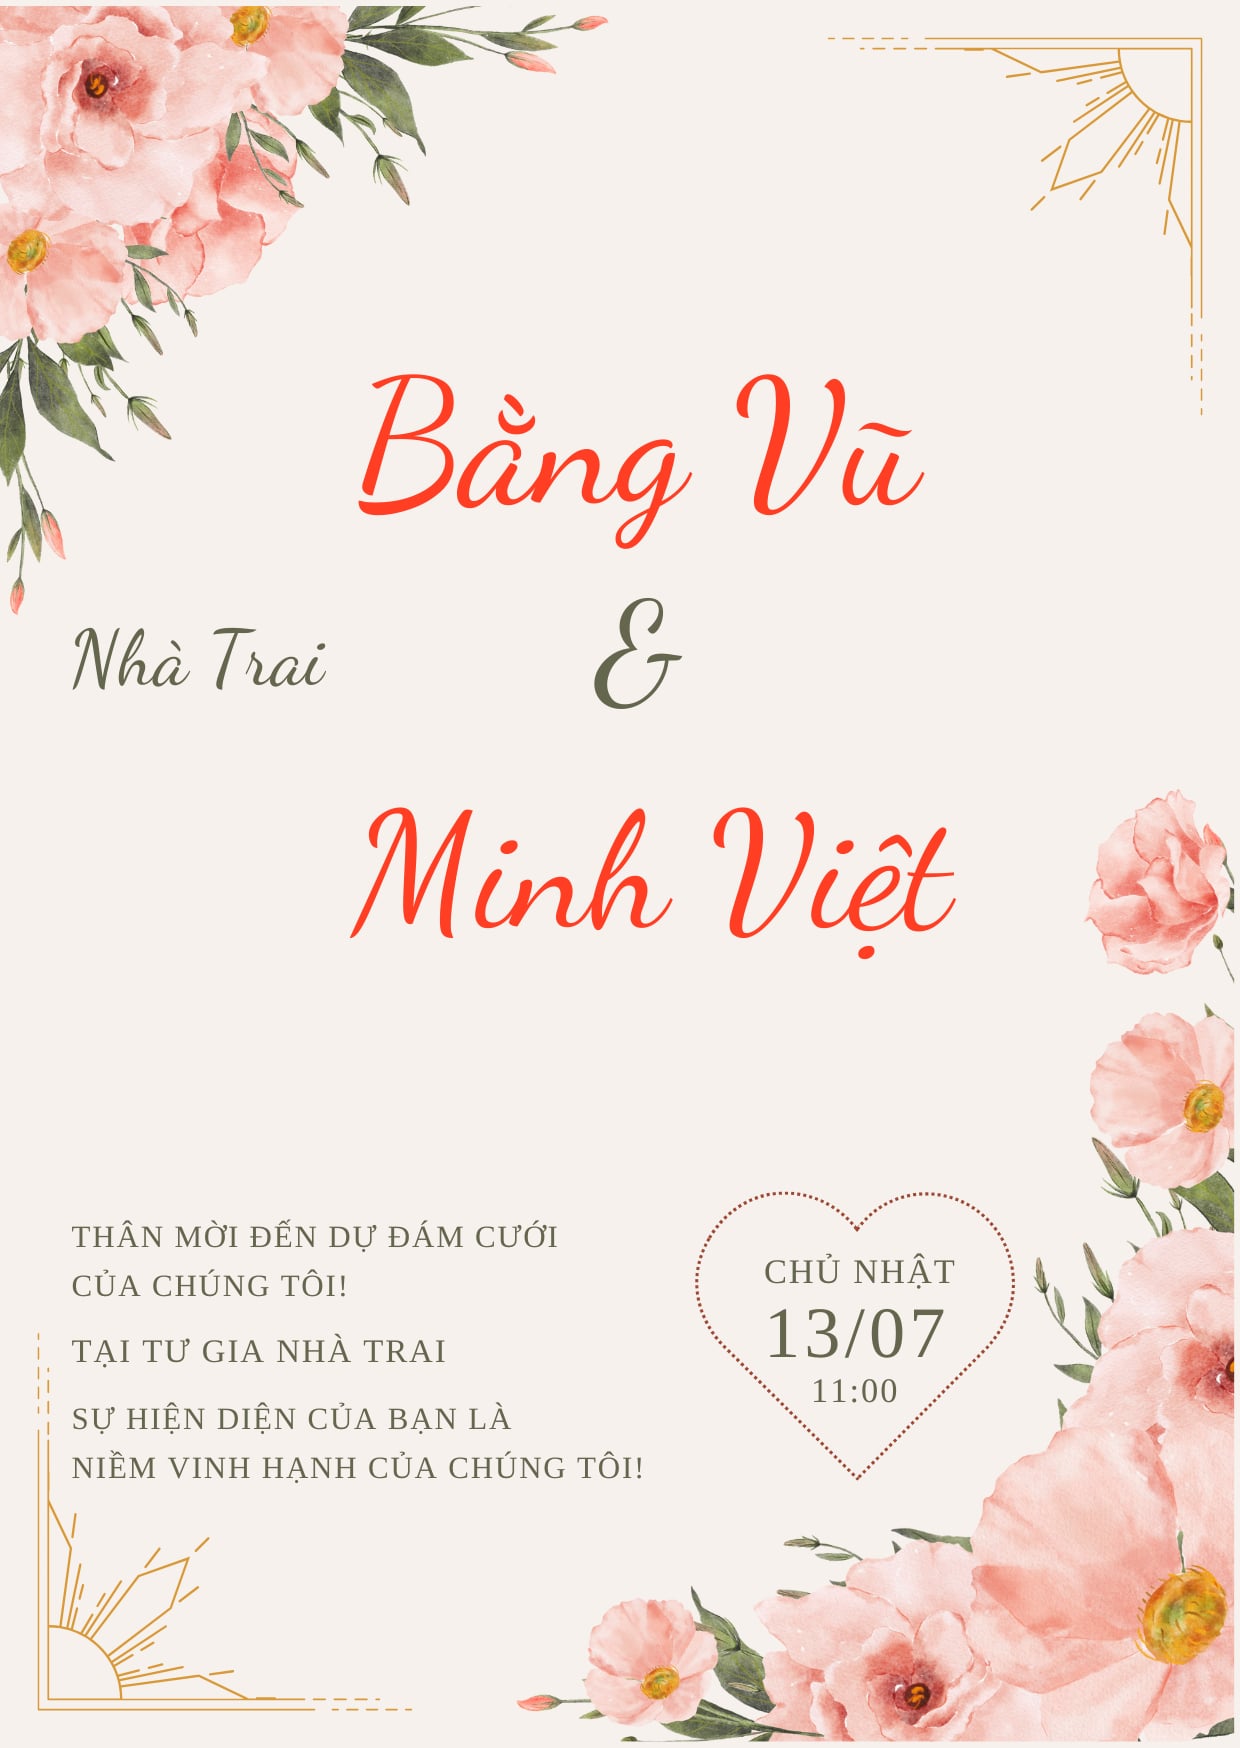 Bằng Vũ
&
Nhà Trai
Minh Việt
THÂN MỜI ĐẾN DỰ ĐÁM CƯỚI
CỦA CHÚNG TÔI!
TẠI TƯ GIA NHÀ TRAI
SỰ HIỆN DIỆN CỦA BẠN LÀ
NIỀM VINH HẠNH CỦA CHÚNG TÔI!
CHỦ NHẬT
13/07
11:00